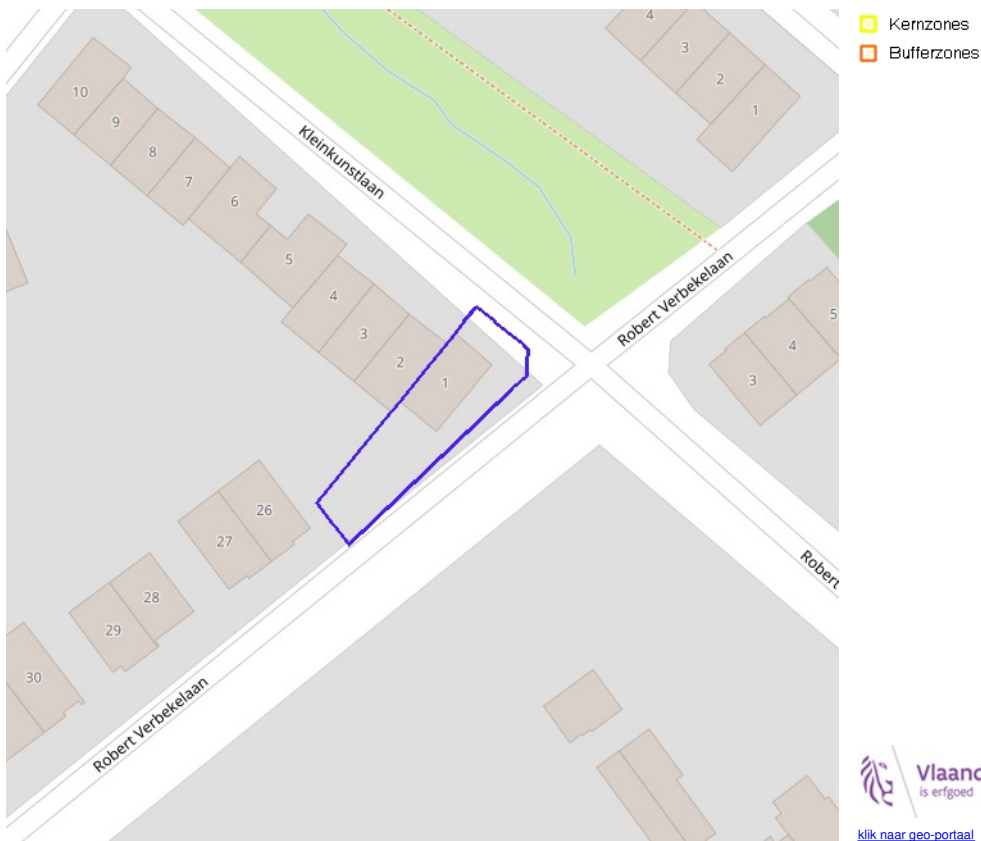 Kernzones
Bufferzones
4
3
2
1
10
9
8
7
6
5
4
3
2
1
Kleinkunstlaan
Robert Verbekelaan
5
4
3
26
27
28
29
30
Robert Verbekelaan
Robert
Vlaand
is erfgoed
klik naar geo-portaal